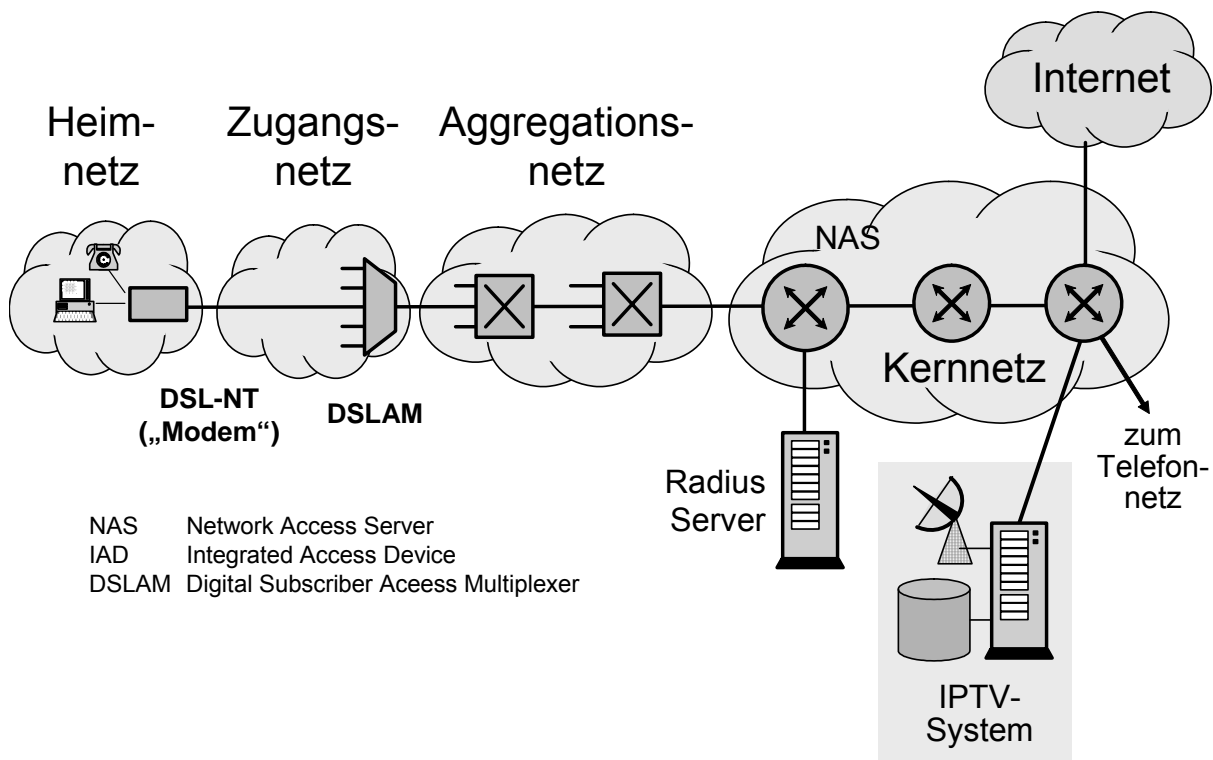 Internet
Heim-
netz
Zugangs-
netz
Aggregations-
netz
NAS
Kernnetz
DSL-NT
(„Modem“)
DSLAM
Radius
Server
zum
Telefon-
netz
NAS Network Access Server
IAD Integrated Access Device
DSLAM Digital Subscriber Aceess Multiplexer
IPTV-
System